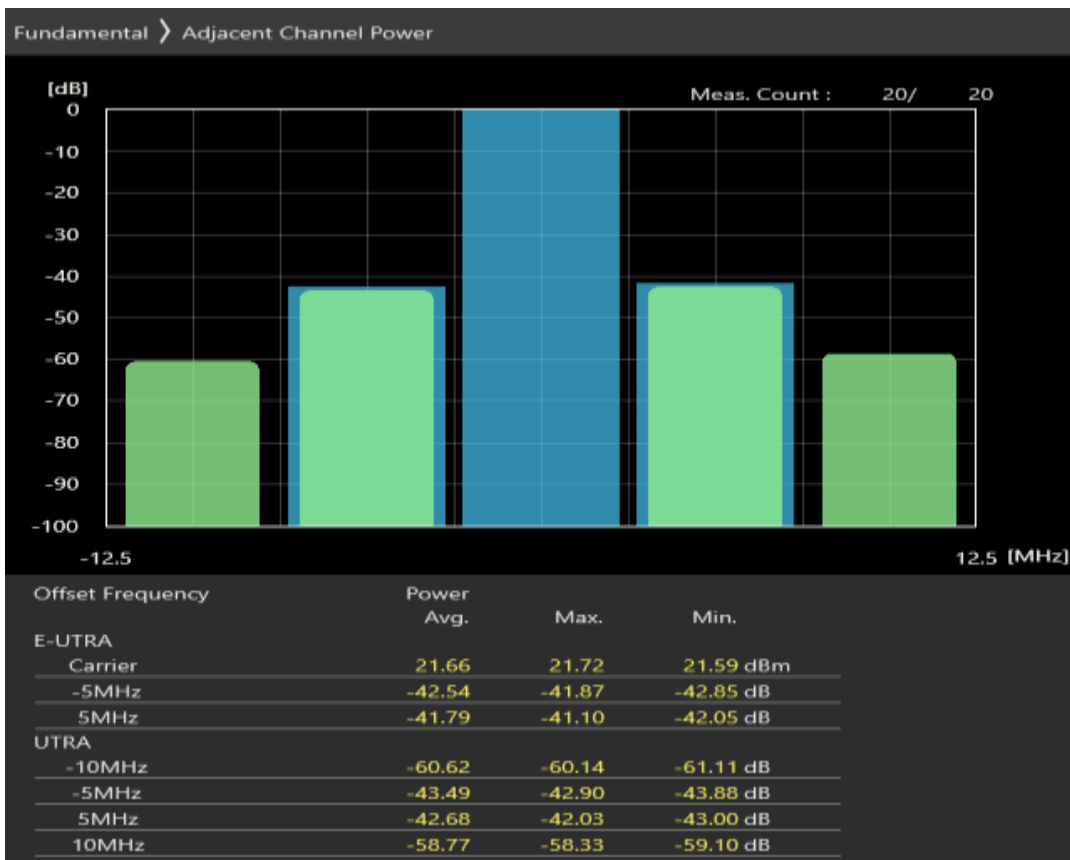 Fundamental 〉 Adjacent Channel Power
[dB]
Meas. Count : 20/ 20
0
-10
-20
-30
-40
-50
-60
-70
-80
-90
-100
-12.5 12.5 [MHz]
Offset Frequency Power
Avg. Max. Min.
E-UTRA
Carrier 21.66 21.72 21.59 dBm
-5MHz -42.54 -41.87 -42.85 dB
5MHz -41.79 -41.10 -42.05 dB
UTRA
-10MHz -60.62 -60.14 -61.11 dB
-5MHz -43.49 -42.90 -43.88 dB
5MHz -42.68 -42.03 -43.00 dB
10MHz -58.77 -58.33 -59.10 dB